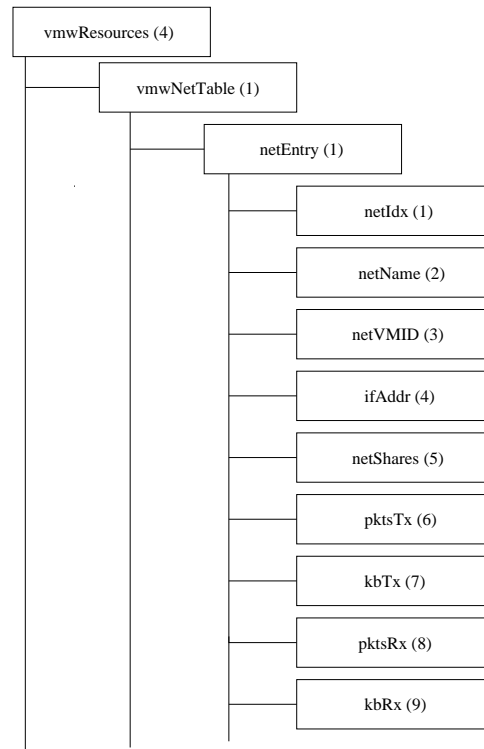 vmwResources (4)
vmwNetTable (1)
netEntry (1)
netIdx (1)
netName (2)
netVMID (3)
ifAddr (4)
netShares (5)
pktsTx (6)
kbTx (7)
pktsRx (8)
kbRx (9)